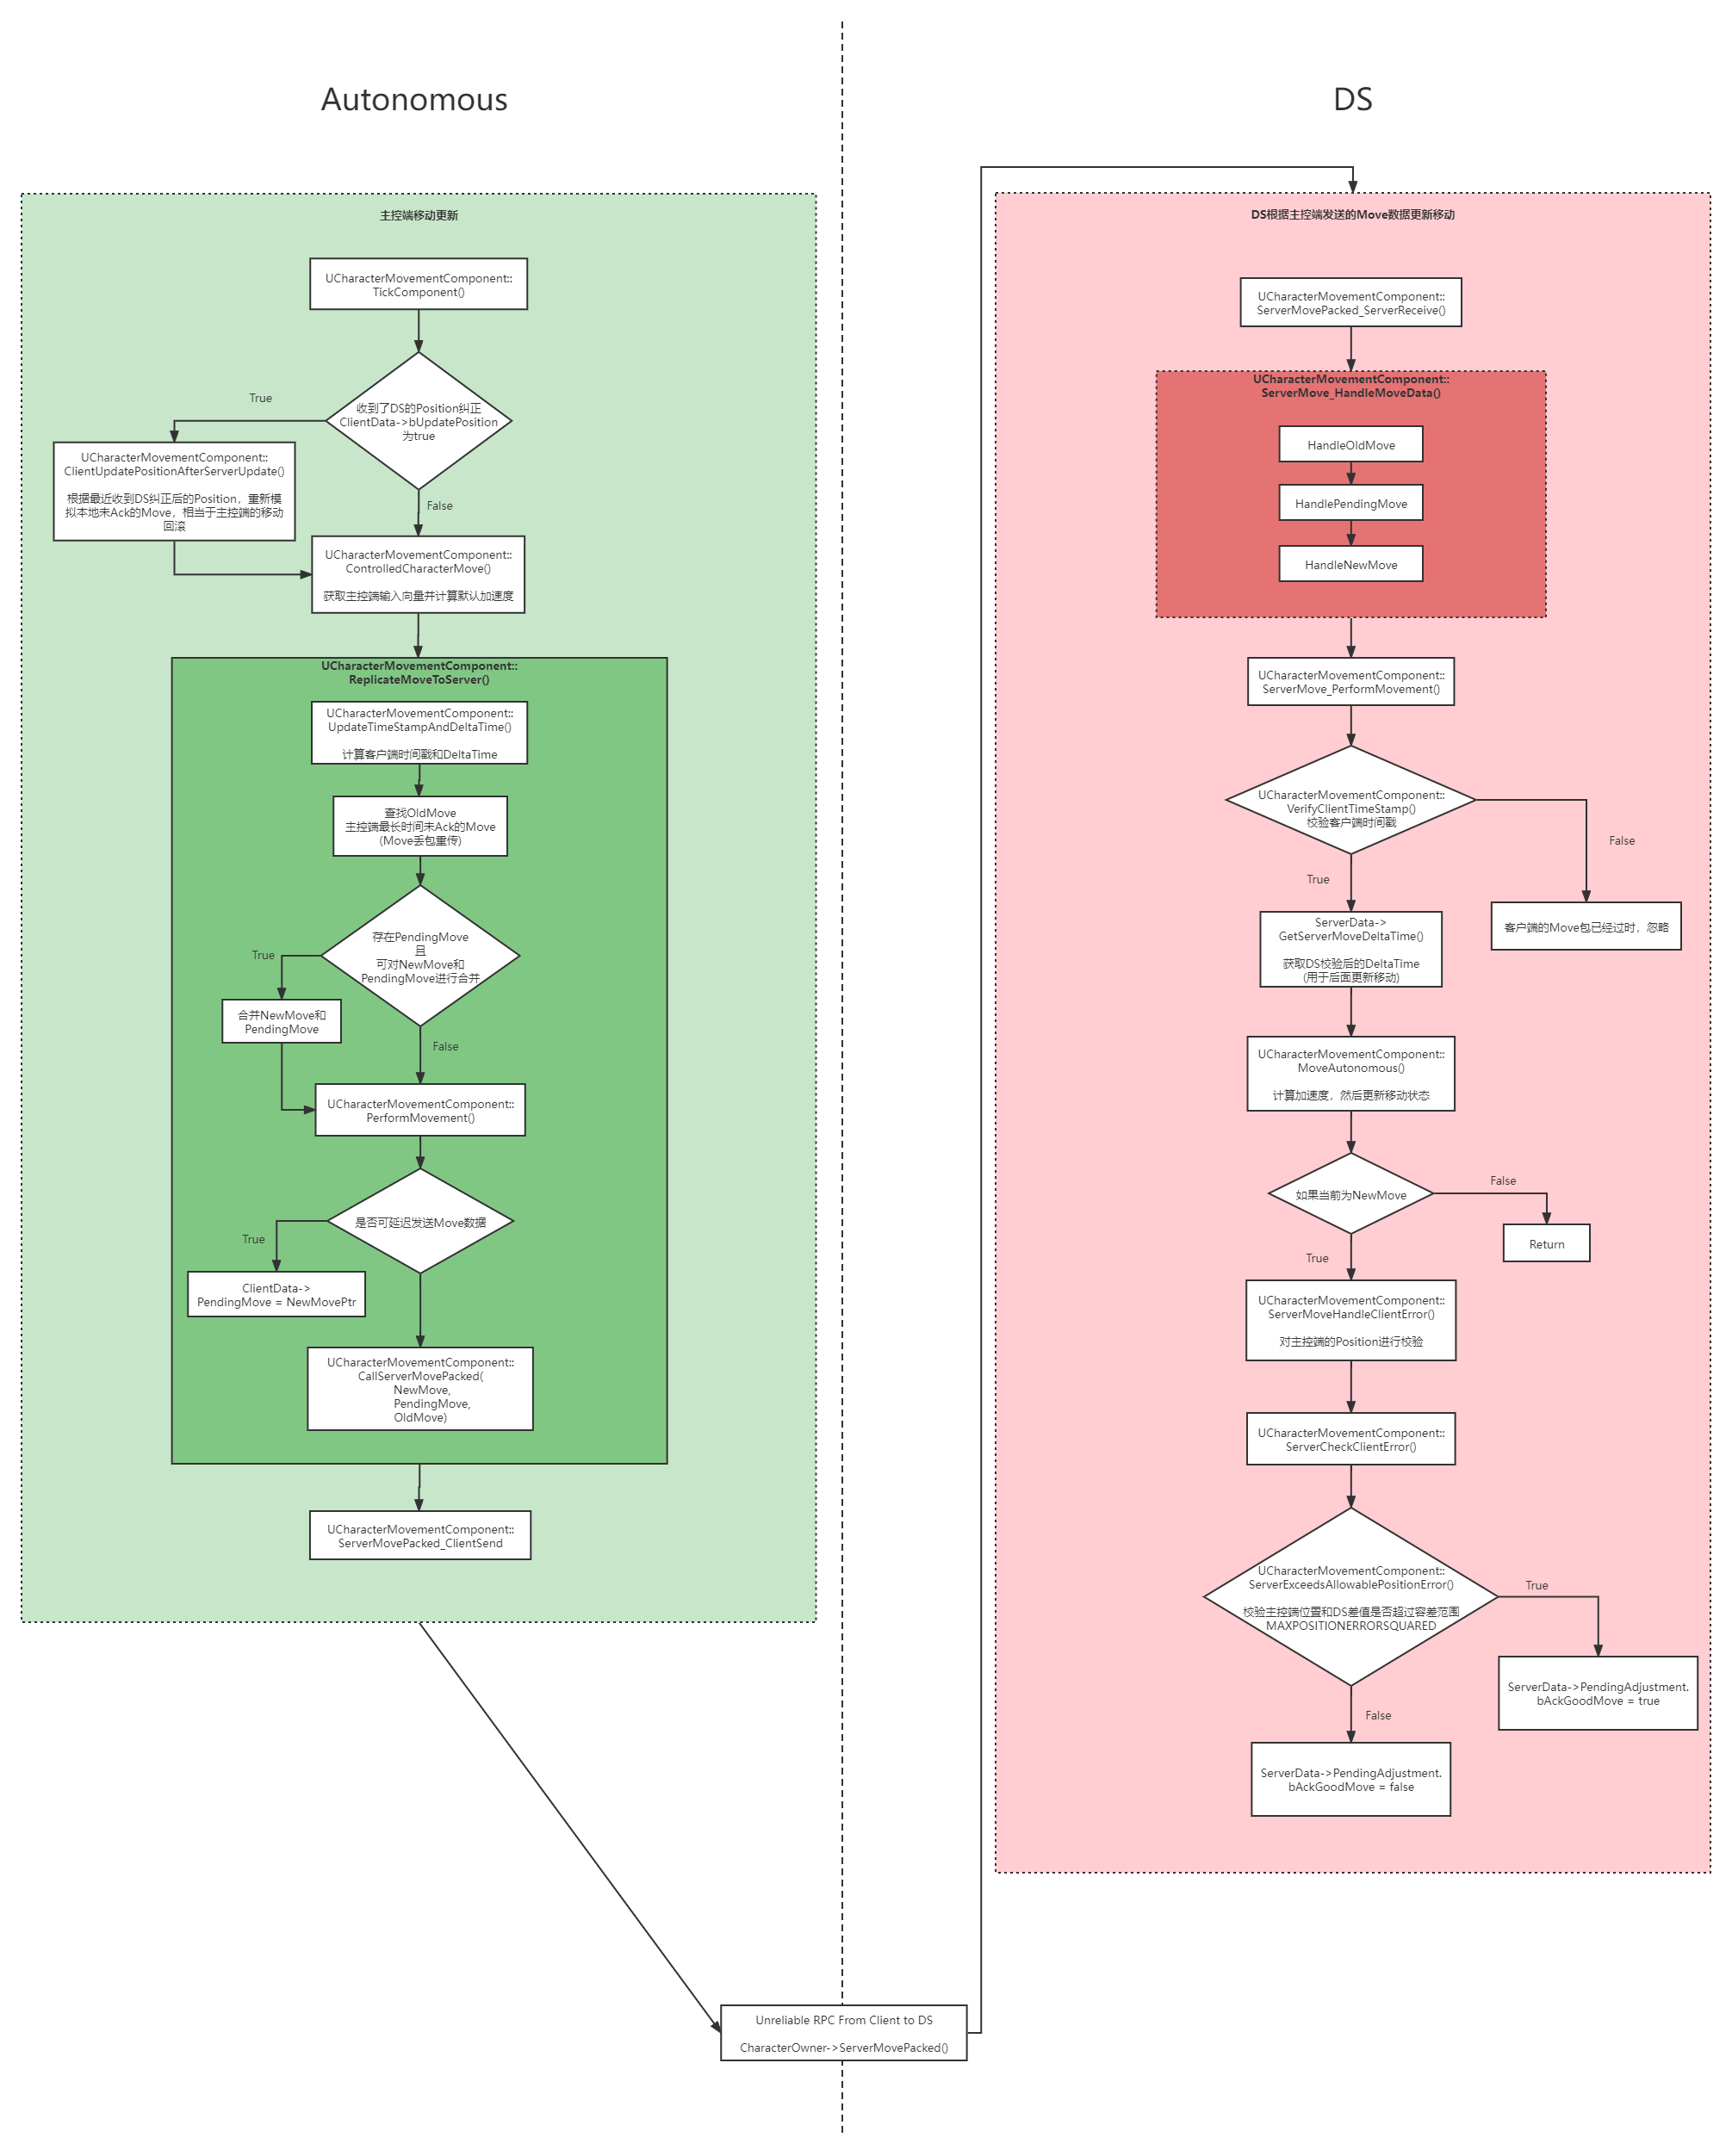 Autonomous
主控端移动更新
UCharacterMovementComponent::
TickComponent()
True
收到了DS的Position纠正
ClientData->bUpdatePosition
为true
UCharacterMovementComponent::
ClientUpdatePositionAfterServerUpdate()
根据最近收到DS纠正后的Position，重新模
拟本地未Ack的Move，相当于主控端的移动
回滚
False
UCharacterMovementComponent::
ControlledCharacterMove()
获取主控端输入向量并计算默认加速度
UCharacterMovementComponent::
ReplicateMoveToServer()
UCharacterMovementComponent::
UpdateTimeStampAndDeltaTime()
计算客户端时间戳和DeltaTime
查找OldMove
主控端最长时间未Ack的Move
(Move丢包重传)
存在PendingMove
且
可对NewMove和
PendingMove进行合并
True
合并NewMove和
PendingMove
False
UCharacterMovementComponent::
PerformMovement()
是否可延迟发送Move数据
True
ClientData->
PendingMove = NewMovePtr
UCharacterMovementComponent::
CallServerMovePacked(
NewMove,
PendingMove,
OldMove)
UCharacterMovementComponent::
ServerMovePacked_ClientSend
Unreliable RPC From Client to DS
CharacterOwner->ServerMovePacked()
DS
DS根据主控端发送的Move数据更新移动
UCharacterMovementComponent::
ServerMovePacked_ServerReceive()
UCharacterMovementComponent::
ServerMove_HandleMoveData()
HandleOldMove
HandlePendingMove
HandleNewMove
UCharacterMovementComponent::
ServerMove_PerformMovement()
UCharacterMovementComponent::
VerifyClientTimeStamp()
校验客户端时间戳
False
客户端的Move包已经过时，忽略
True
ServerData->
GetServerMoveDeltaTime()
获取DS校验后的DeltaTime
(用于后面更新移动)
UCharacterMovementComponent::
MoveAutonomous()
计算加速度，然后更新移动状态
如果当前为NewMove
False
Return
True
UCharacterMovementComponent::
ServerMoveHandleClientError()
对主控端的Position进行校验
UCharacterMovementComponent::
ServerCheckClientError()
UCharacterMovementComponent::
ServerExceedsAllowablePositionError()
校验主控端位置和DS差值是否超过容差范围
MAXPOSITIONERRORSQUARED
True
ServerData->PendingAdjustment.
bAckGoodMove = true
False
ServerData->PendingAdjustment.
bAckGoodMove = false